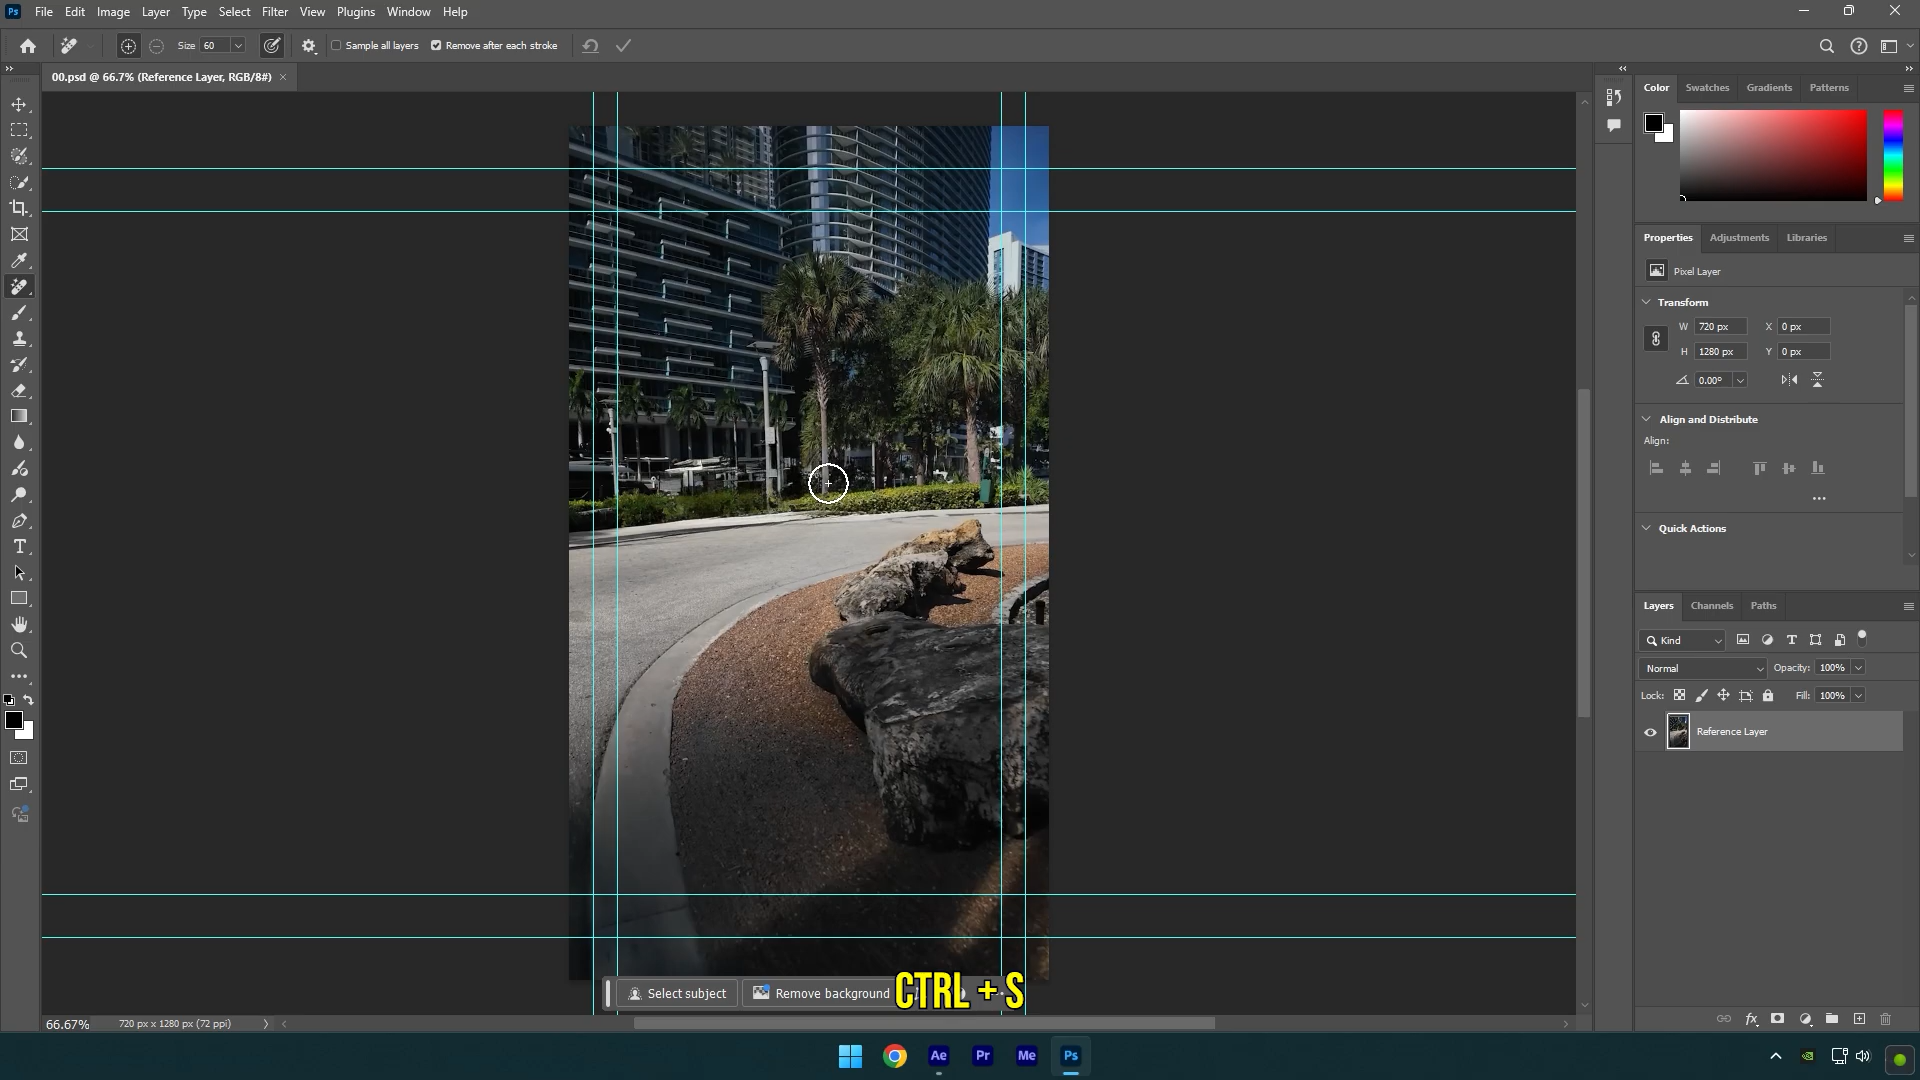 Ps File Edit Image Layer Type Select Filter View Plugins Window Help
Size 60 Sample all layers Remove after each stroke
00.psd @ 66.7% (Reference Layer, RGB/8#) ×
Color Swatches Gradients Patterns
Properties Adjustments Libraries
Pixel Layer
Transform
W 720 px X 0 px
H 1280 px Y 0 px
0.00°
Align and Distribute
Align:
Quick Actions
Layers Channels Paths
Kind
Normal Opacity: 100%
Lock: Fill: 100%
Reference Layer
Select subject Remove background
CTRL + S
66.67% 720 px x 1280 px (72 ppi)
Ae Pr Me Ps